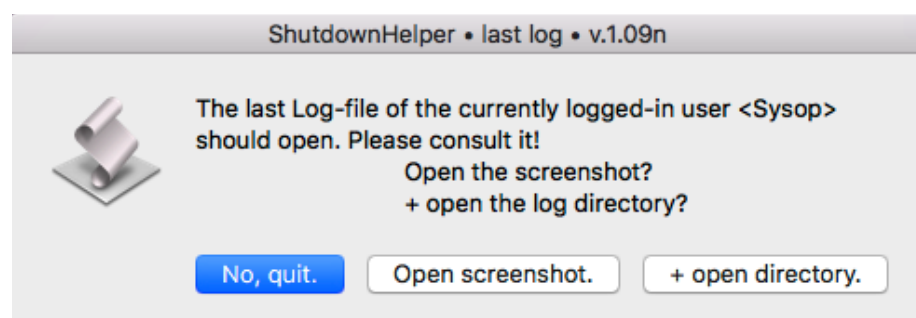 ShutdownHelper • last log • v.1.09n
The last Log-file of the currently logged-in user <Sysop>
should open. Please consult it!
Open the screenshot?
+ open the log directory?
No, quit.
Open screenshot.
+ open directory.